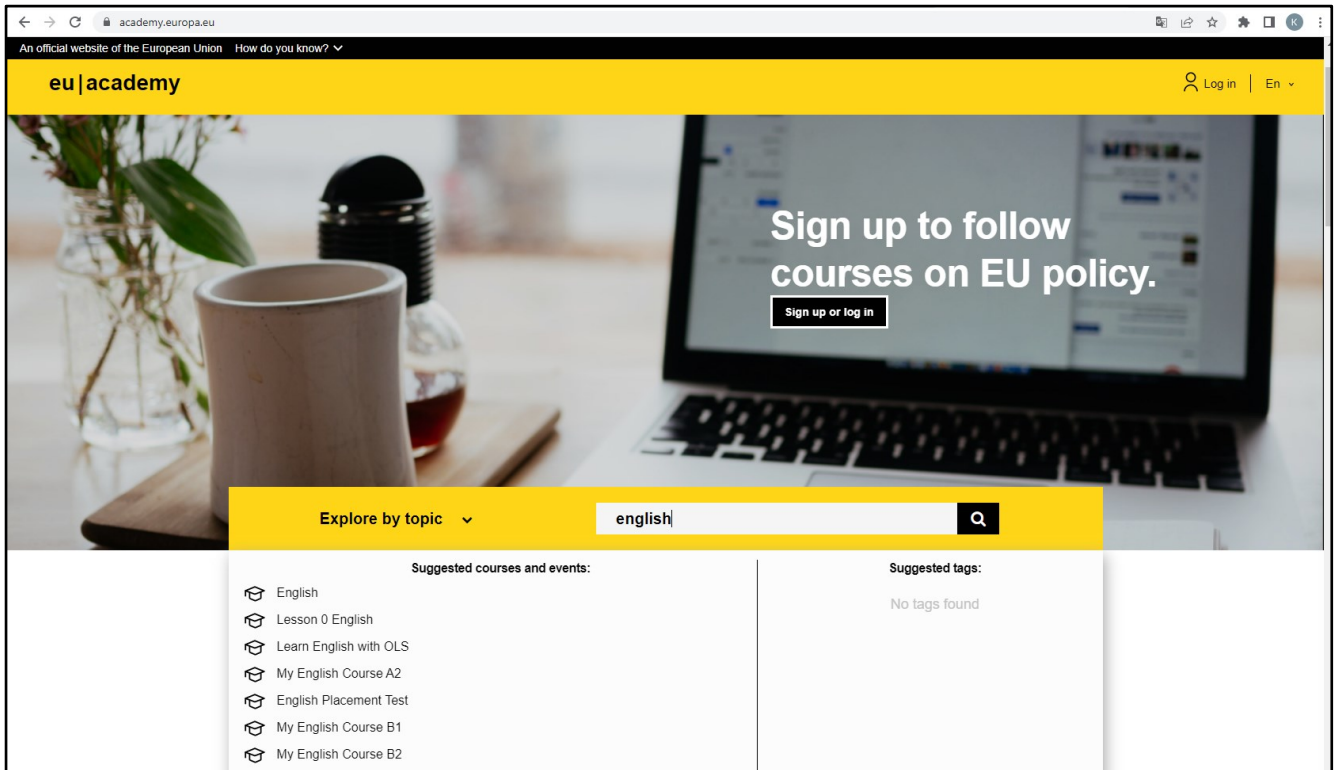 academy.europa.eu
K
An official website of the European Union How do you know?
eu|academy
Log in
En
Sign up to follow
courses on EU policy.
Sign up or log in
Explore by topic
english
Suggested courses and events:
English
Lesson 0 English
Learn English with OLS
My English Course A2
English Placement Test
My English Course B1
My English Course B2
Suggested tags:
No tags found